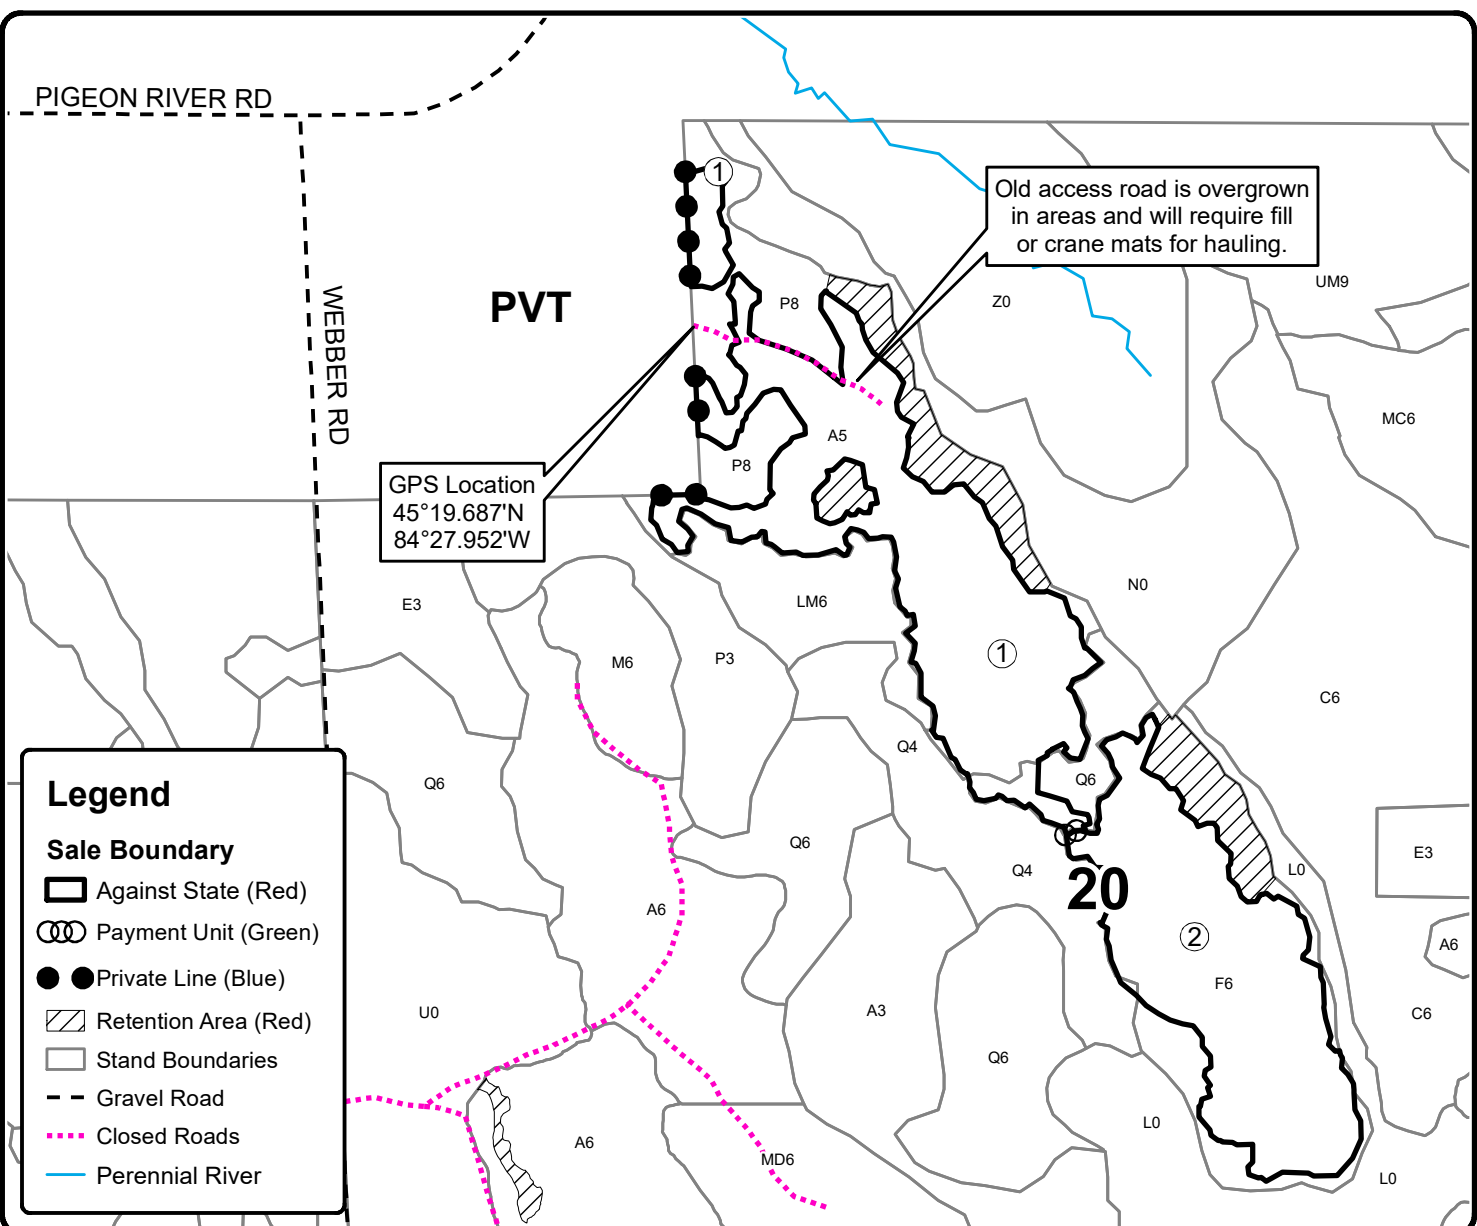 PIGEON RIVER RD
1
Old access road is overgrown
in areas and will require fill
or crane mats for hauling.
UM9
Z0
P8
PVT
WEBBER RD
MC6
A5
P8
GPS Location
45°19.687'N
84°27.952'W
N0
E3
LM6
1
M6
P3
C6
Q4
Q6
Q6
Q6
E3
Q4
L0
20
A6
2
A6
F6
U0
A3
C6
Q6
L0
A6
MD6
L0
Legend
Sale Boundary
Against State (Red)
Payment Unit (Green)
Private Line (Blue)
Retention Area (Red)
Stand Boundaries
Gravel Road
Closed Roads
Perennial River